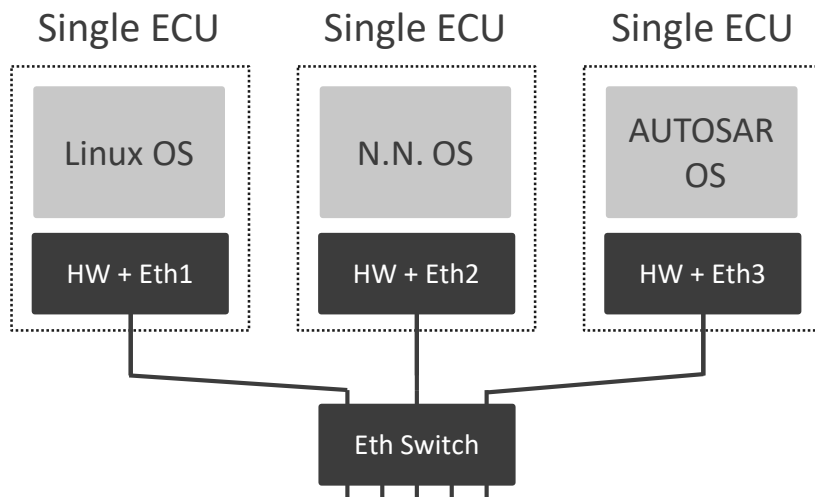 Single ECU
Single ECU
Single ECU
Linux OS
N.N. OS
AUTOSAR
OS
HW + Eth1
HW + Eth2
HW + Eth3
Eth Switch